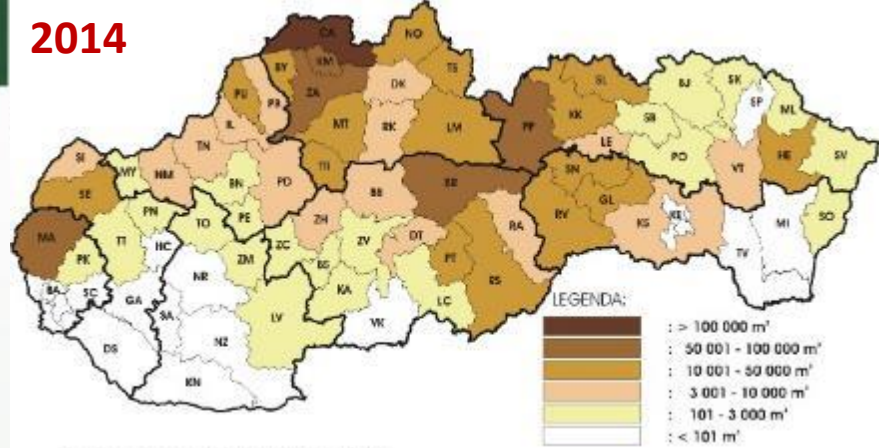 2014
CA
NO
KM
BY
TS
ZA
DK
PU
PB
SL
BJ
SK
SP
ML
IL
MT
RK
LM
PP
KK
SB
SI
TN
LE
PO
VT
HE
SV
MY
NM
TR
BN
PD
BB
BR
SN
GL
SE
PN
PE
ZH
RA
RV
KS
KE
SO
MA
TO
ZC
ZV
DT
MI
TT
HC
BS
PT
TV
PK
ZM
KA
RS
BA
SC
NR
LC
GA
LV
VK
SA
NZ
DS
KN
LEGENDA:
: > 100 000 m³
: 50 001 - 100 000 m³
: 10 001 - 50 000 m³
: 3 001 - 10 000 m³
: 101 - 3 000 m³
: < 101 m³